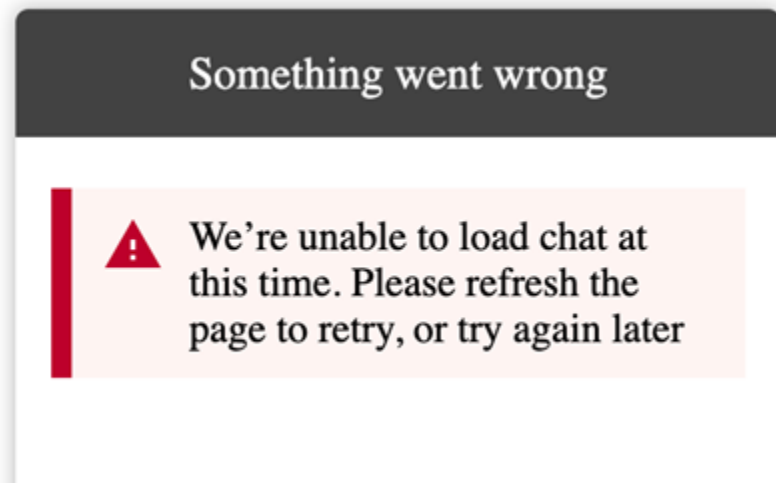 Something went wrong
We’re unable to load chat at
this time. Please refresh the
page to retry, or try again later